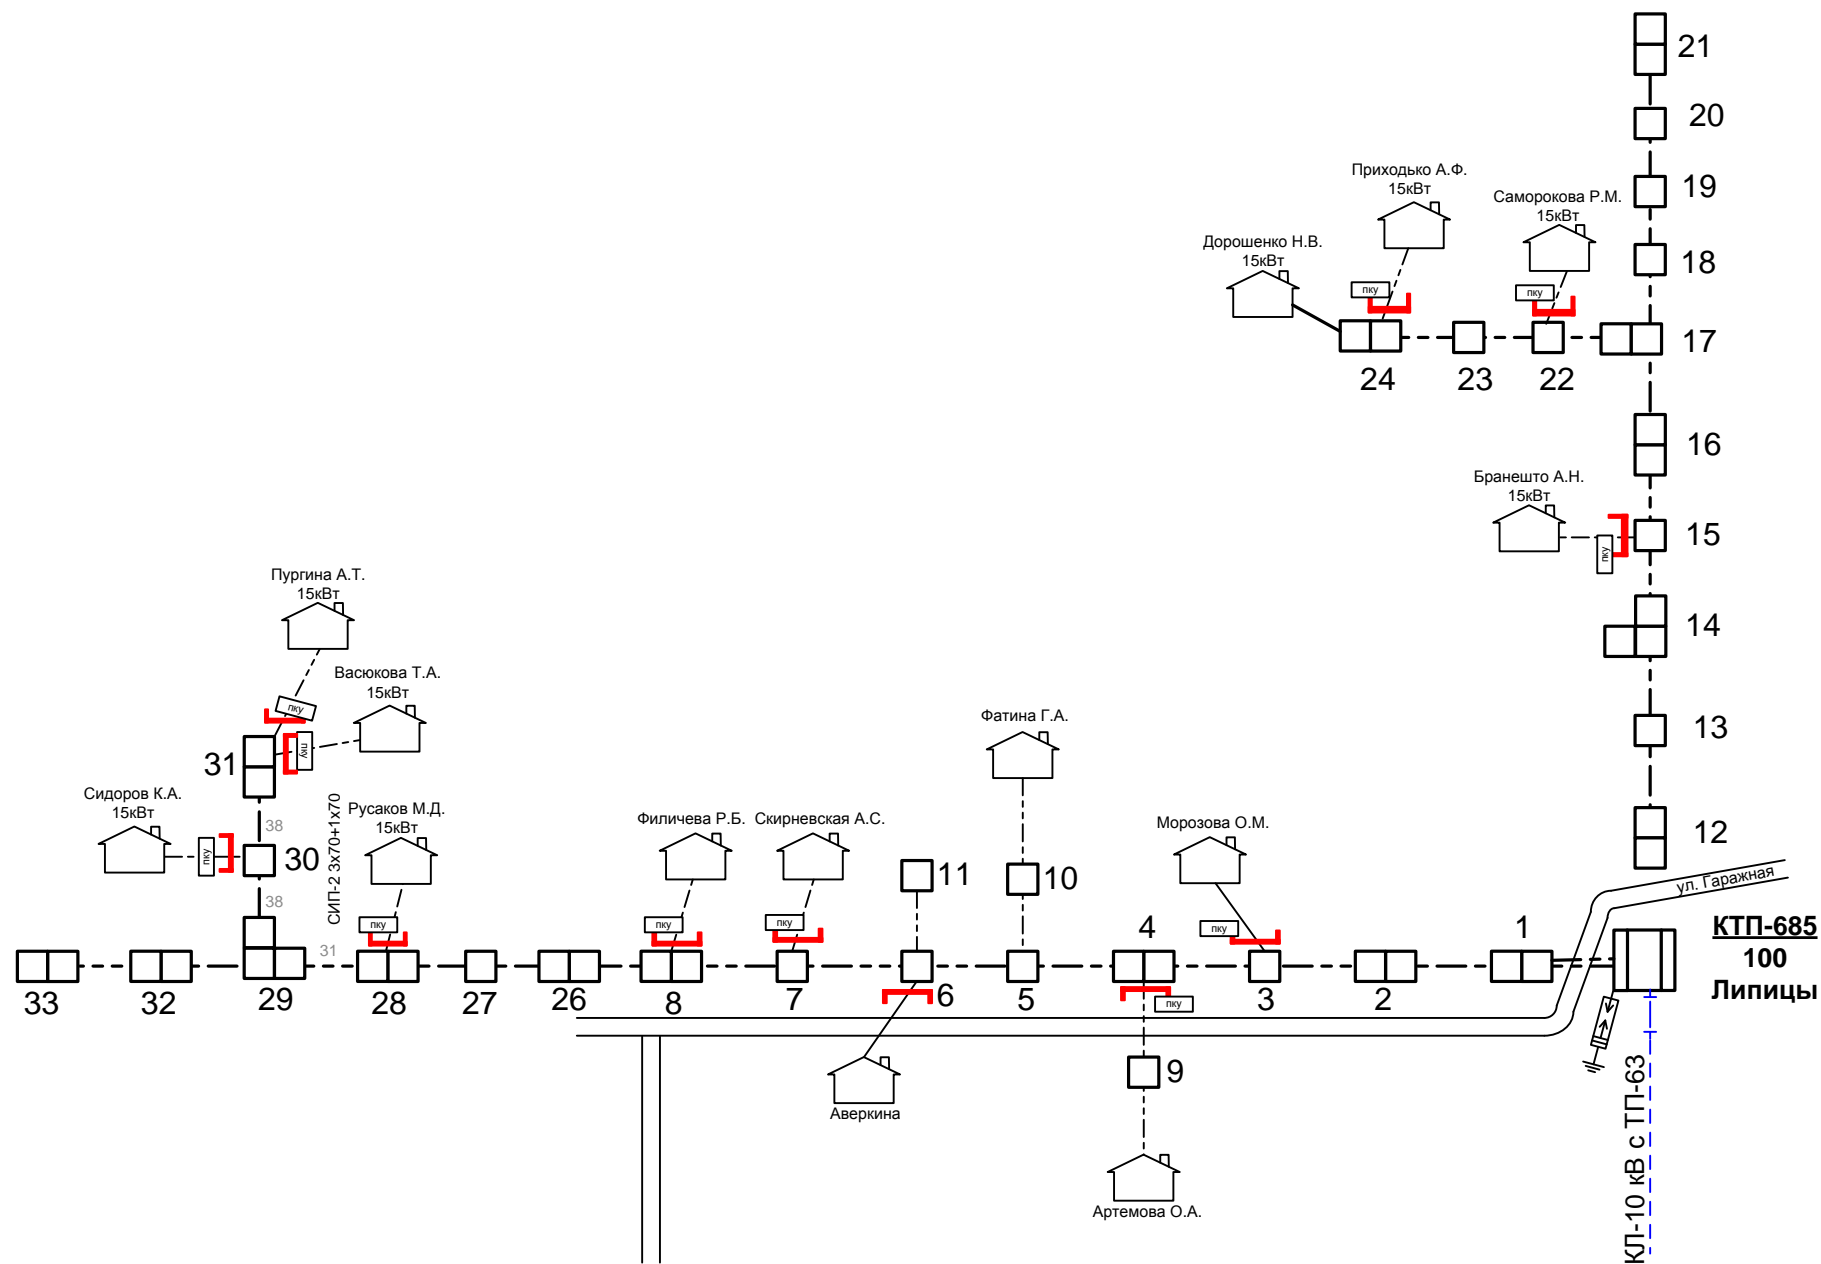 21
20
19
18
17
16
15
14
13
12
Приходько А.Ф.
15кВт
пку
Саморокова Р.М.
15кВт
пку
Дорошенко Н.В.
15кВт
24
23
22
Бранешто А.Н.
15кВт
пку
Пургина А.Т.
15кВт
пку
Васюкова Т.А.
15кВт
пку
31
Сидоров К.А.
15кВт
пку
38
30
38
СИП-2 3х70+1х70
31
Русаков М.Д.
15кВт
пку
Филичева Р.Б.
пку
Скирневская А.С.
пку
11
Фатина Г.А.
10
Морозова О.М.
пку
4
1
33
32
29
28
27
26
8
7
6
5
3
2
пку
9
Аверкина
Артемова О.А.
ул. Гаражная
КТП-685
100
Липицы
КЛ-10 кВ с ТП-63